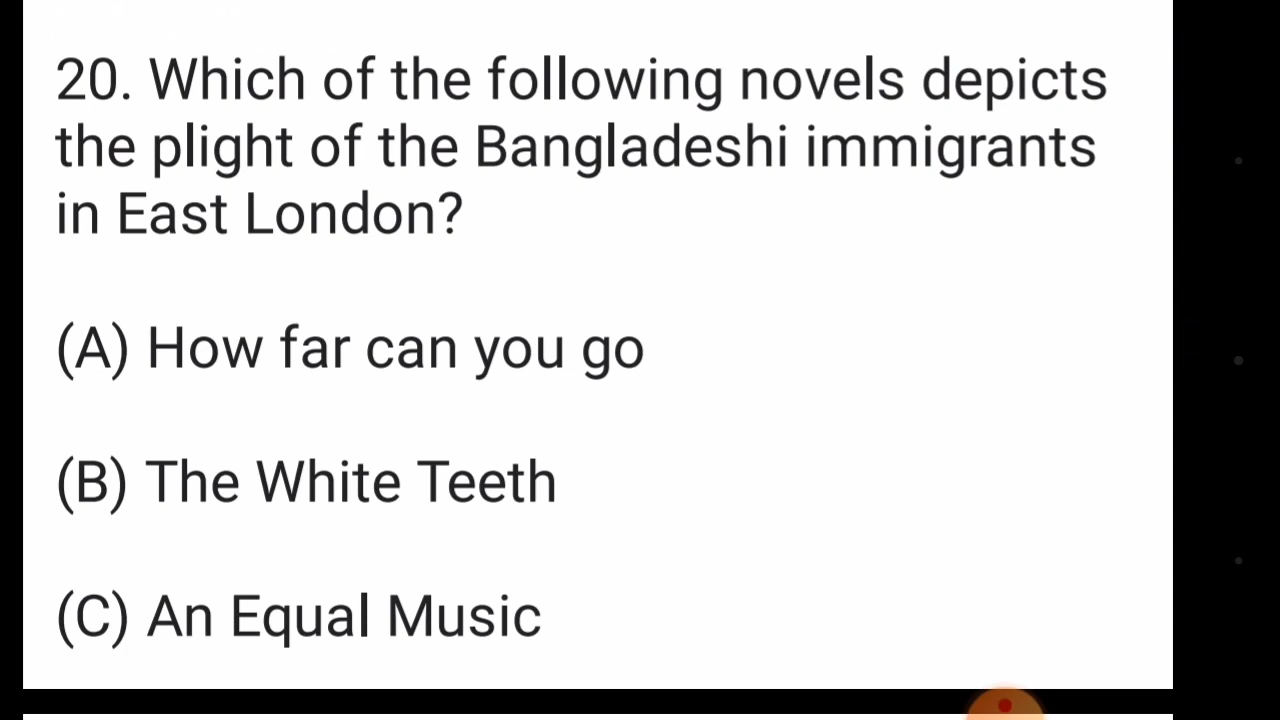 20. Which of the following novels depicts
the plight of the Bangladeshi immigrants
in East London?
(A) How far can you go
(B) The White Teeth
(C) An Equal Music